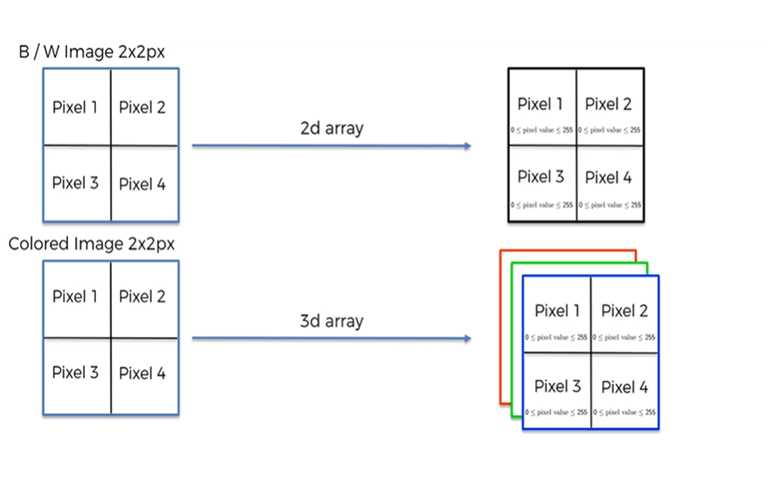 B / W Image 2x2px
Pixel 1 Pixel 2
Pixel 3 Pixel 4
2d array
Pixel 1 Pixel 2
0 ≤ pixel value ≤ 255 0 ≤ pixel value ≤ 255
Pixel 3 Pixel 4
0 ≤ pixel value ≤ 255 0 ≤ pixel value ≤ 255
Colored Image 2x2px
Pixel 1 Pixel 2
Pixel 3 Pixel 4
3d array
Pixel 1 Pixel 2
0 ≤ pixel value ≤ 255 0 ≤ pixel value ≤ 255
Pixel 3 Pixel 4
0 ≤ pixel value ≤ 255 0 ≤ pixel value ≤ 255